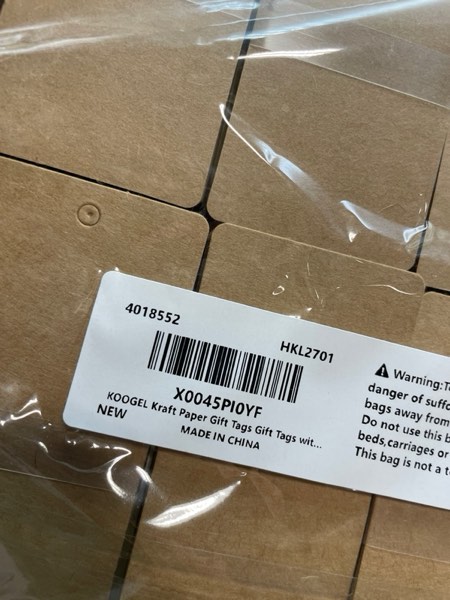 4018552
HKL2701
X0045PI0YF
KOOGEL Kraft Paper Gift Tags Gift Tags wit...
NEW
MADE IN CHINA
Warning:
danger of
bags away from
Do not use this
beds,carriages or
This bag is not a